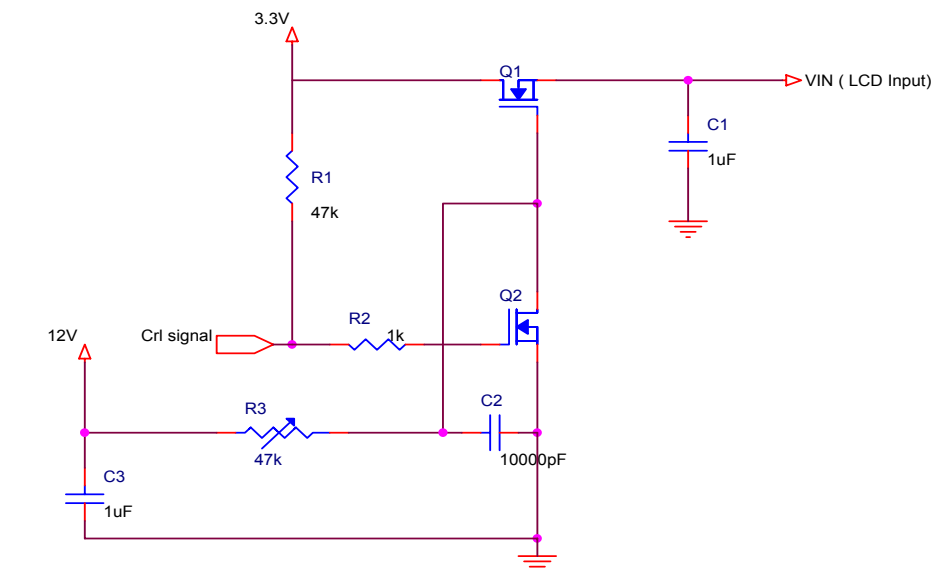 3.3V
Q1
VIN ( LCD Input)
C1
1uF
R1
47k
Q2
12V
Crl signal
R2
1k
R3
47k
C2
10000pF
C3
1uF